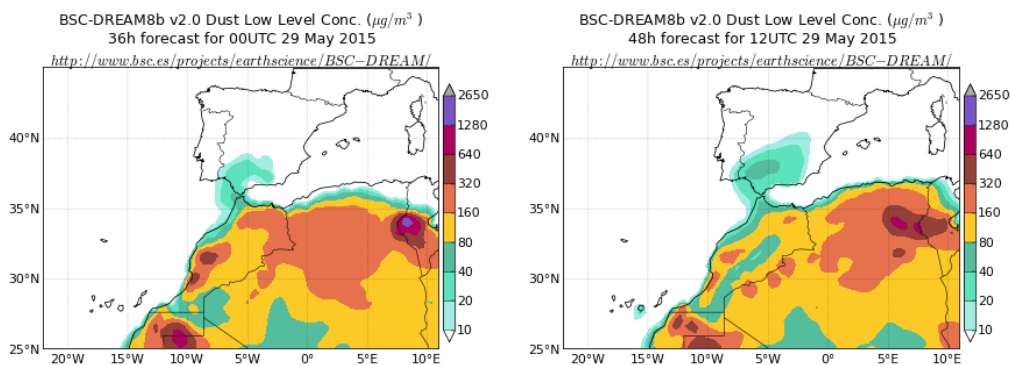 BSC-DREAM8b v2.0 Dust Low Level Conc. (μg/m³ )
36h forecast for 00UTC 29 May 2015
http://www.bsc.es/projects/earthscience/BSC−DREAM/
40°N
35°N
30°N
25°N
20°W
15°W
10°W
5°W
0°
5°E
10°E
2650
1280
640
320
160
80
40
20
10
BSC-DREAM8b v2.0 Dust Low Level Conc. (μg/m³ )
48h forecast for 12UTC 29 May 2015
http://www.bsc.es/projects/earthscience/BSC−DREAM/
40°N
35°N
30°N
25°N
20°W
15°W
10°W
5°W
0°
5°E
10°E
2650
1280
640
320
160
80
40
20
10